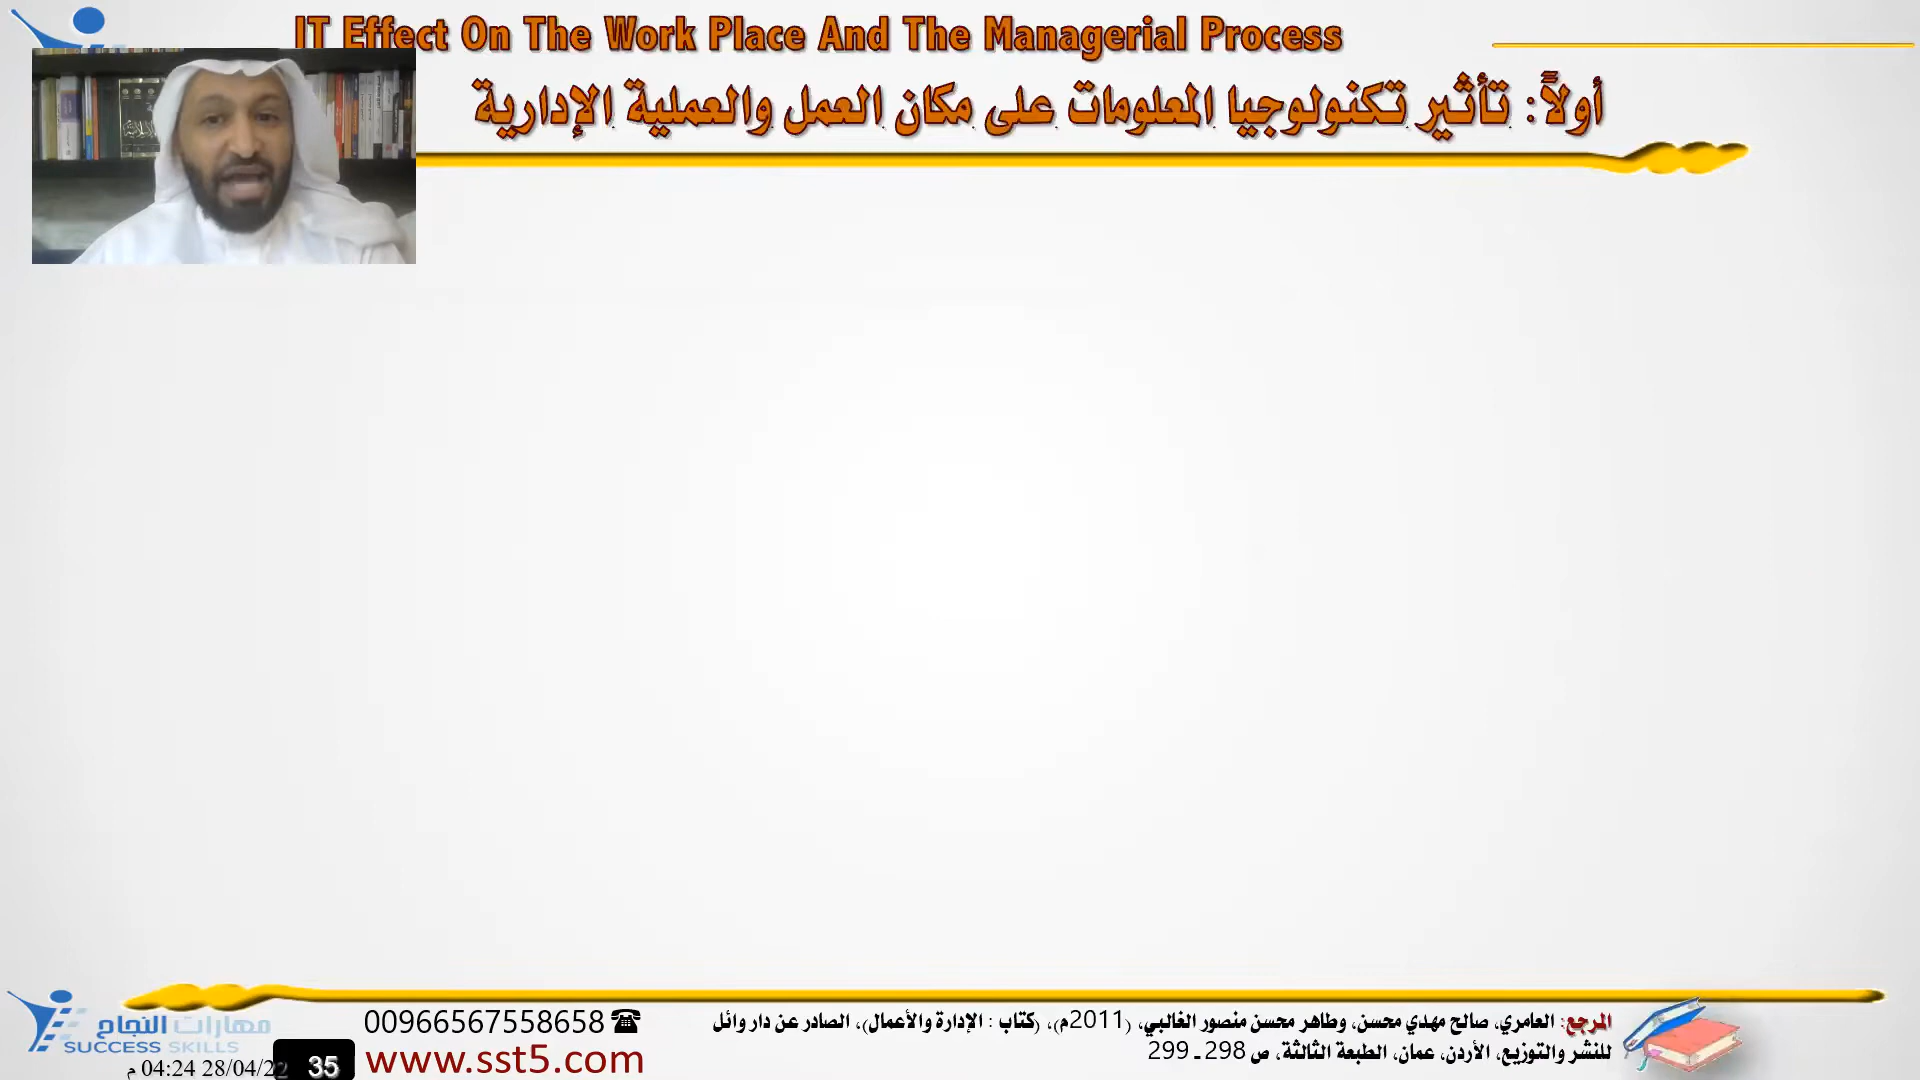 IT Effect On The Work Place And The Managerial Process
أولاً: تأثير تكنولوجيا المعلومات على مكان العمل والعملية الإدارية
المرجع: العامري، صالح مهدي محسن، وطاهر محسن منصور الغالبي، (2011م)، (كتاب : الإدارة والأعمال)، الصادر عن دار وائل
للنشر والتوزيع، الأردن، عمان، الطبعة الثالثة، ص 298 ـ 299
00966567558658
www.sst5.com
مهارات النجاح
SUCCESS SKILLS
28/04/22 04:24 م
35